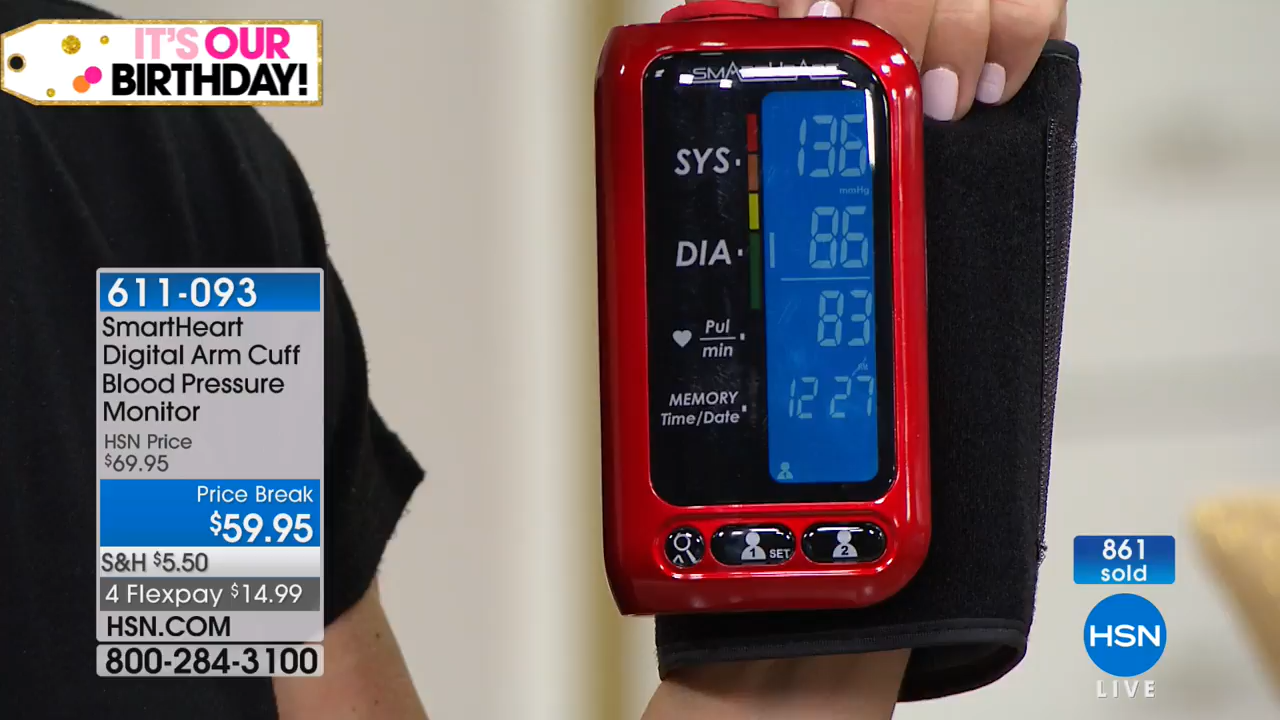 IT'S OUR
BIRTHDAY!
611-093
SmartHeart
Digital Arm Cuff
Blood Pressure
Monitor
HSN Price
$69.95
Price Break
$59.95
S&H $5.50
4 Flexpay $14.99
HSN.COM
800-284-3100
SMARTHEART
SYS
136
mmHg
DIA
86
Pul
min
83
MEMORY
Time/Date
12 27
1
SET
2
861
sold
HSN
LIVE